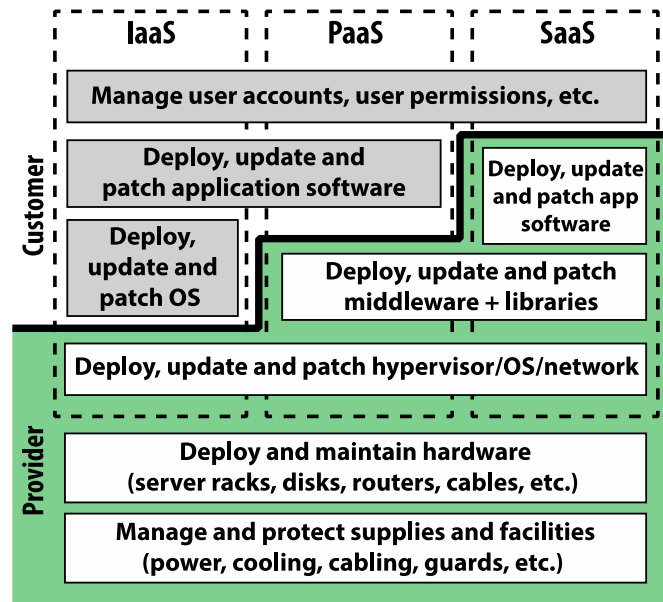 IaaS
PaaS
SaaS
Customer
Manage user accounts, user permissions, etc.
Deploy, update and
patch application software
Deploy, update
and patch app
software
Deploy,
update and
patch OS
Deploy, update and patch
middleware + libraries
Provider
Deploy, update and patch hypervisor/OS/network
Deploy and maintain hardware
(server racks, disks, routers, cables, etc.)
Manage and protect supplies and facilities
(power, cooling, cabling, guards, etc.)